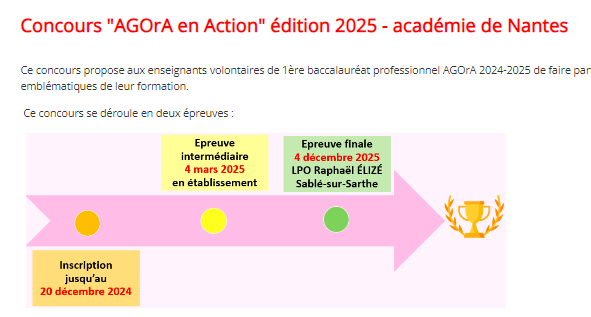 Concours "AGOrA en Action" édition 2025 - académie de Nantes
Ce concours propose aux enseignants volontaires de 1ère baccalauréat professionnel AGOrA 2024-2025 de faire par
emblématiques de leur formation.
Ce concours se déroule en deux épreuves :
Epreuve
intermédiaire
4 mars 2025
en établissement
Epreuve finale
4 décembre 2025
LPO Raphaël ÉLIZÉ
Sablé-sur-Sarthe
Inscription
jusqu'au
20 décembre 2024